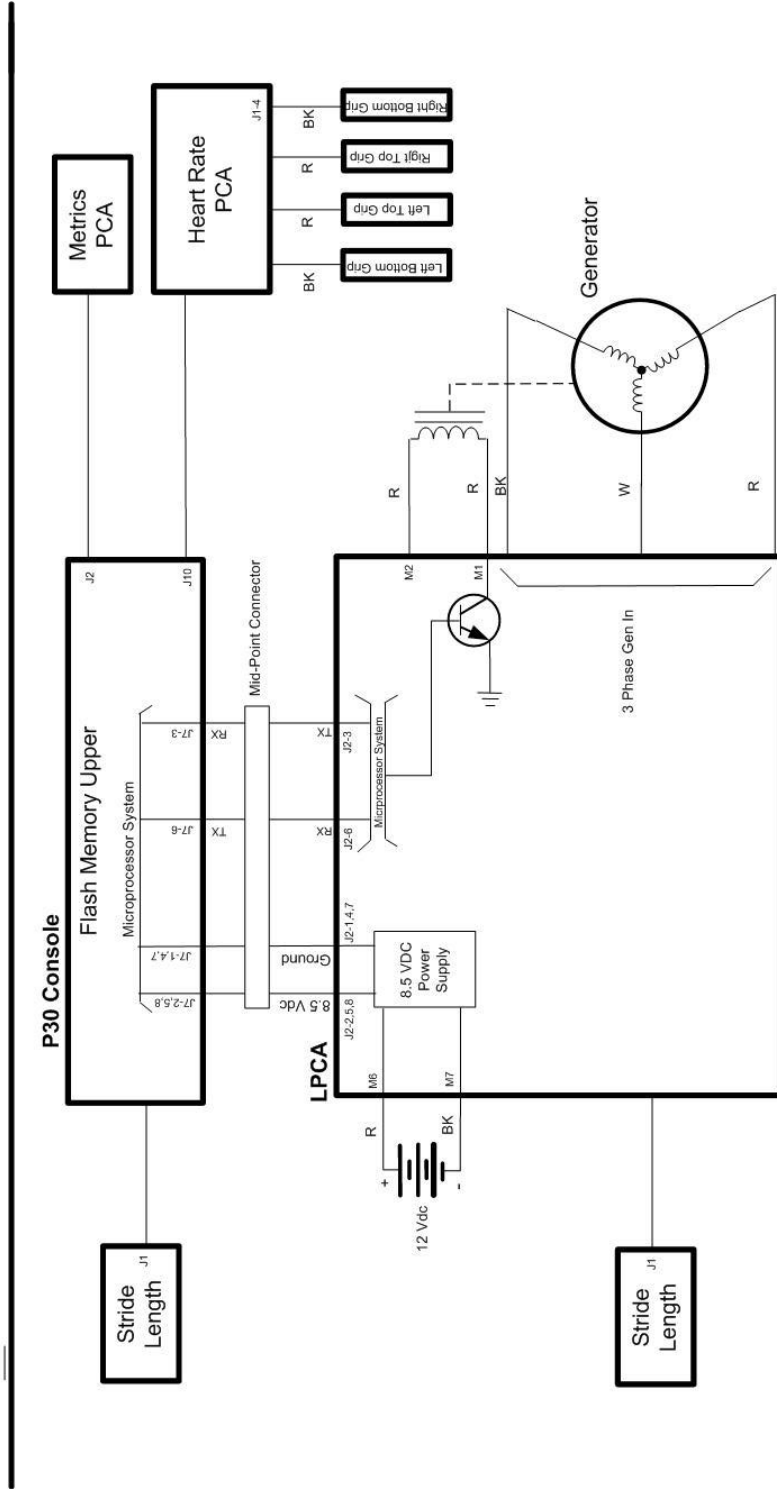 P30 Console
Flash Memory Upper
Microprocessor System
J2
J10
J7-2,5,8
J7-1,4,7
J7-6
J7-3
TX
RX
Metrics
PCA
Heart Rate
PCA
J1-4
BK
R
R
BK
Left Bottom Grip
Left Top Grip
Rigit Top Grip
Right Bottom Grip
Stride
Length
J1
Mid-Point Connector
8.5 Vdc
Ground
RX
TX
LPCA
J2-2,5,8
J2-1,4,7
J2-6
J2-3
Micrprocessor System
8.5 VDC
Power
Supply
M6
M7
R
BK
+
-
12 Vdc
M2
M1
R
R
BK
W
R
3 Phase Gen In
Generator
Stride
Length
J1